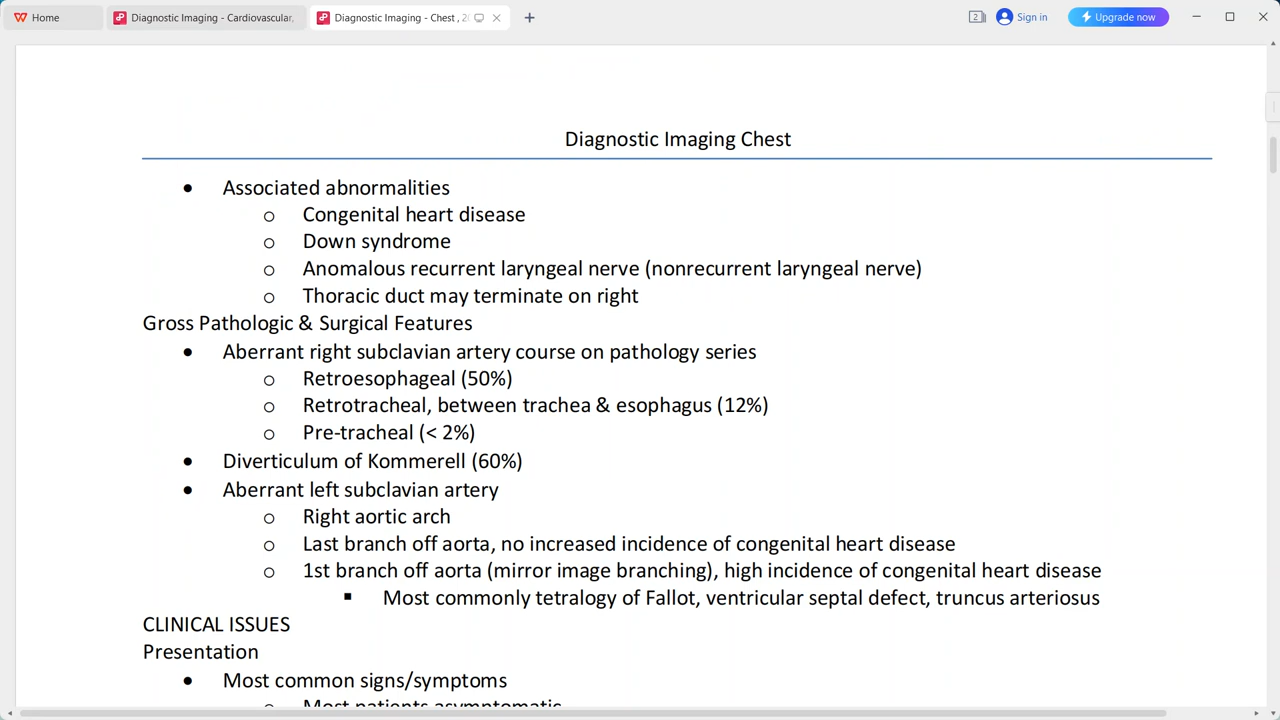 Home
Diagnostic Imaging - Cardiovascular,
Diagnostic Imaging - Chest , 2
2
Sign in
Upgrade now
Diagnostic Imaging Chest
• Associated abnormalities
o Congenital heart disease
o Down syndrome
o Anomalous recurrent laryngeal nerve (nonrecurrent laryngeal nerve)
o Thoracic duct may terminate on right
Gross Pathologic & Surgical Features
• Aberrant right subclavian artery course on pathology series
o Retroesophageal (50%)
o Retrotracheal, between trachea & esophagus (12%)
o Pre-tracheal (< 2%)
• Diverticulum of Kommerell (60%)
• Aberrant left subclavian artery
o Right aortic arch
o Last branch off aorta, no increased incidence of congenital heart disease
o 1st branch off aorta (mirror image branching), high incidence of congenital heart disease
▪ Most commonly tetralogy of Fallot, ventricular septal defect, truncus arteriosus
CLINICAL ISSUES
Presentation
• Most common signs/symptoms
o Most patients asymptomatic